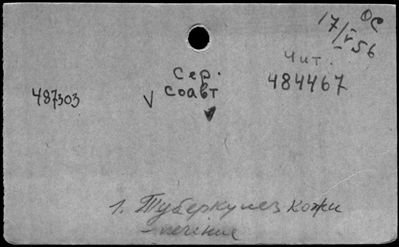 ОС
17/V 56
Чит.
484467
Сер.
V Соавт
V
487303
1. Туберкулез кожи
- лечение